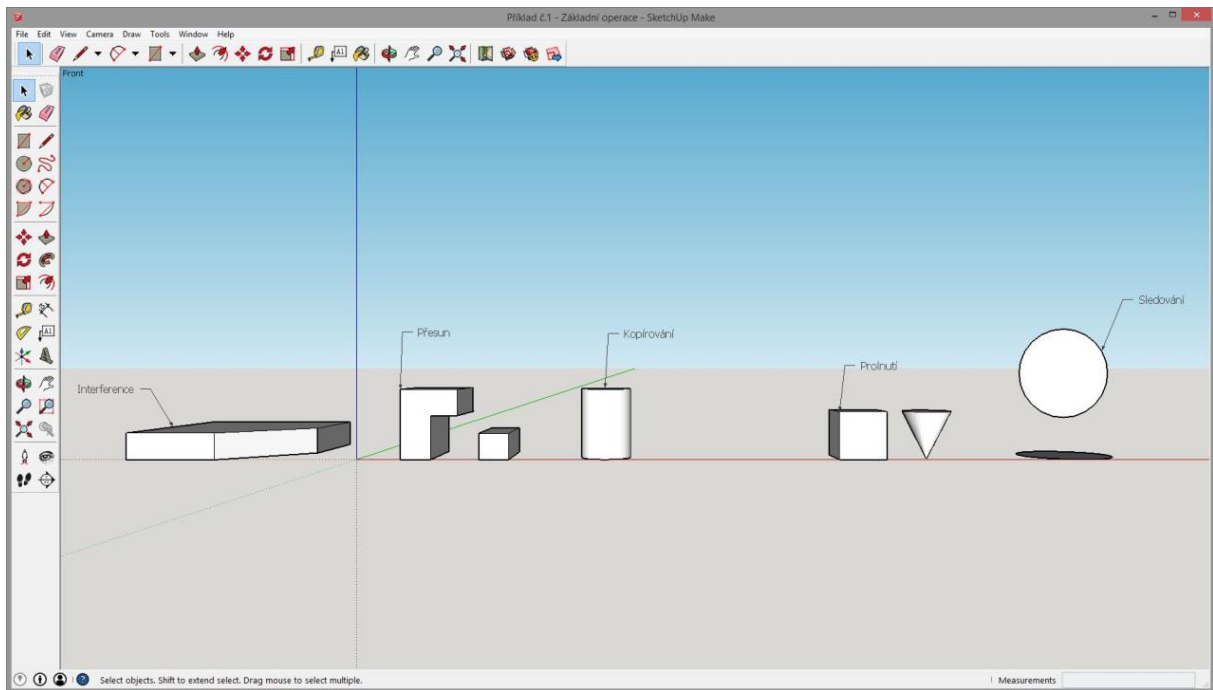 Příklad č.1 - Základní operace - SketchUp Make
File Edit View Camera Draw Tools Window Help
Front
Sledování
Přesun
Kopírování
Prolnutí
Interference
Select objects. Shift to extend select. Drag mouse to select multiple.
Measurements